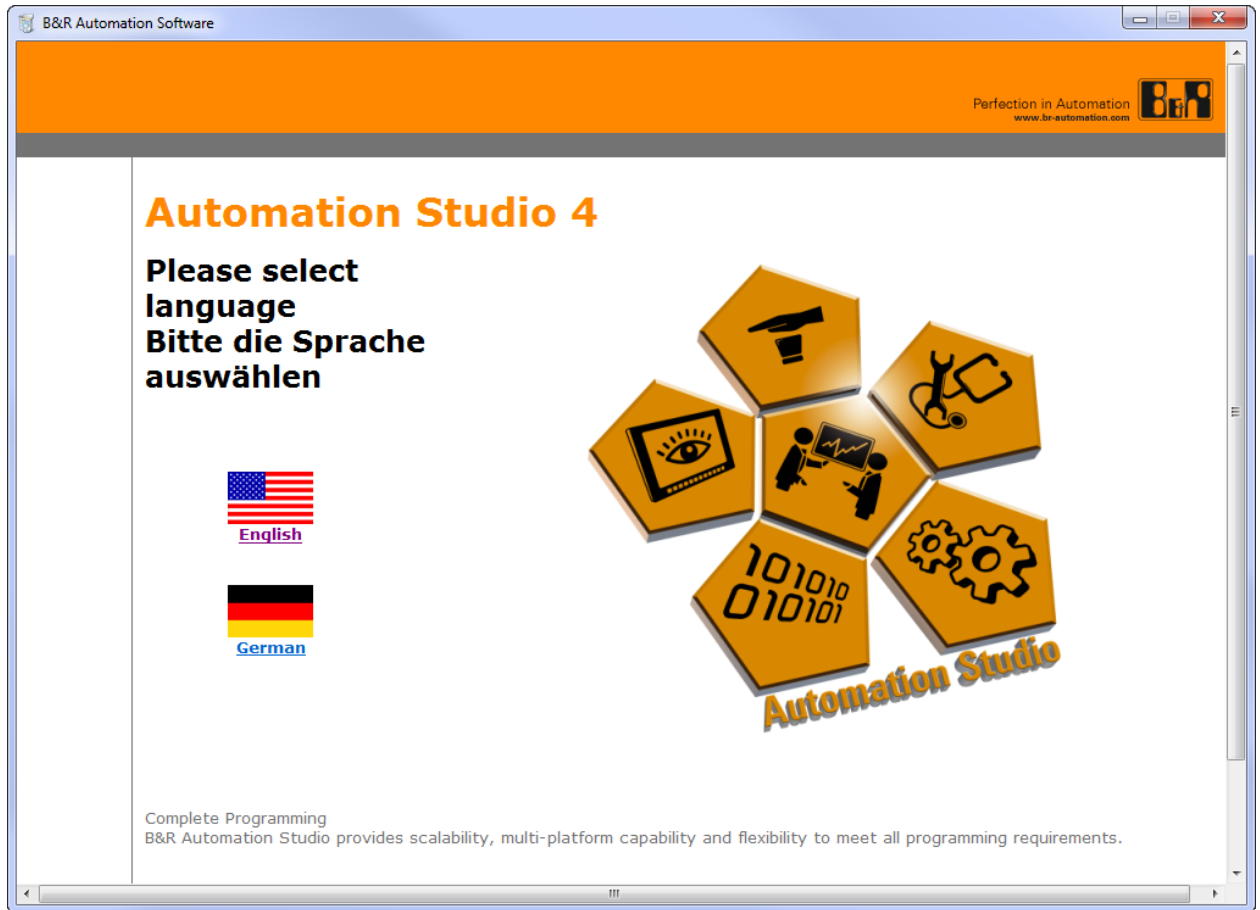 B&R Automation Software
Perfection in Automation
www.br-automation.com
B&R
Automation Studio 4
Please select
language
Bitte die Sprache
auswählen
English
German
101010
010101
Automation Studio
Complete Programming
B&R Automation Studio provides scalability, multi-platform capability and flexibility to meet all programming requirements.